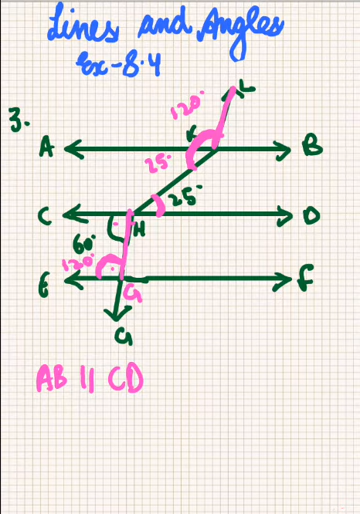 Lines and Angles
Ex-8.4
3.
120° L
A K B
25°
25°
C H D
60°
120°
E G F
G
AB || CD